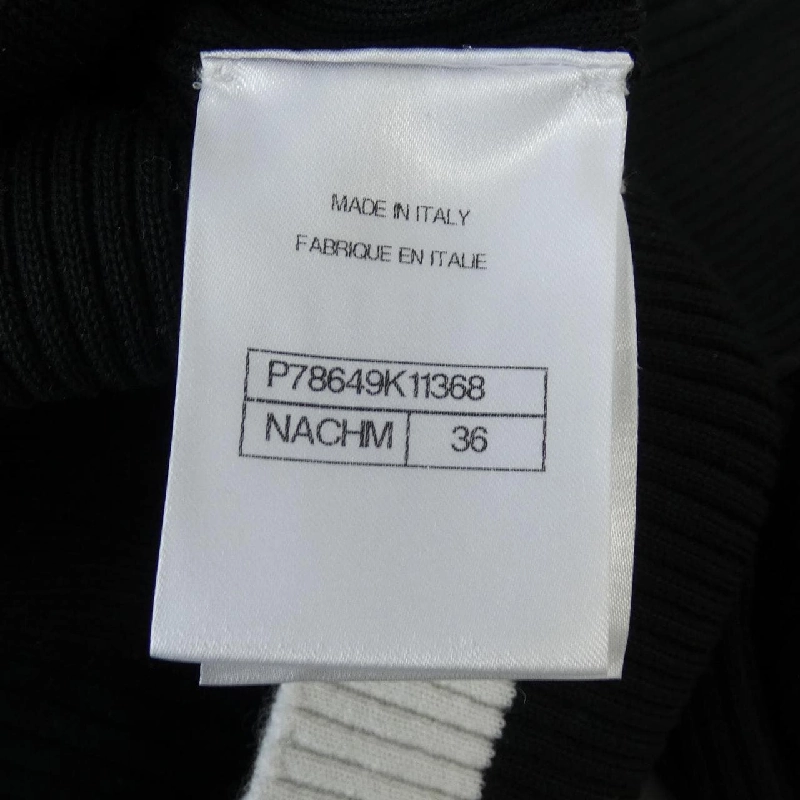 MADE IN ITALY
FABRIQUE EN ITALIE
P78649K11368
NACHM 36